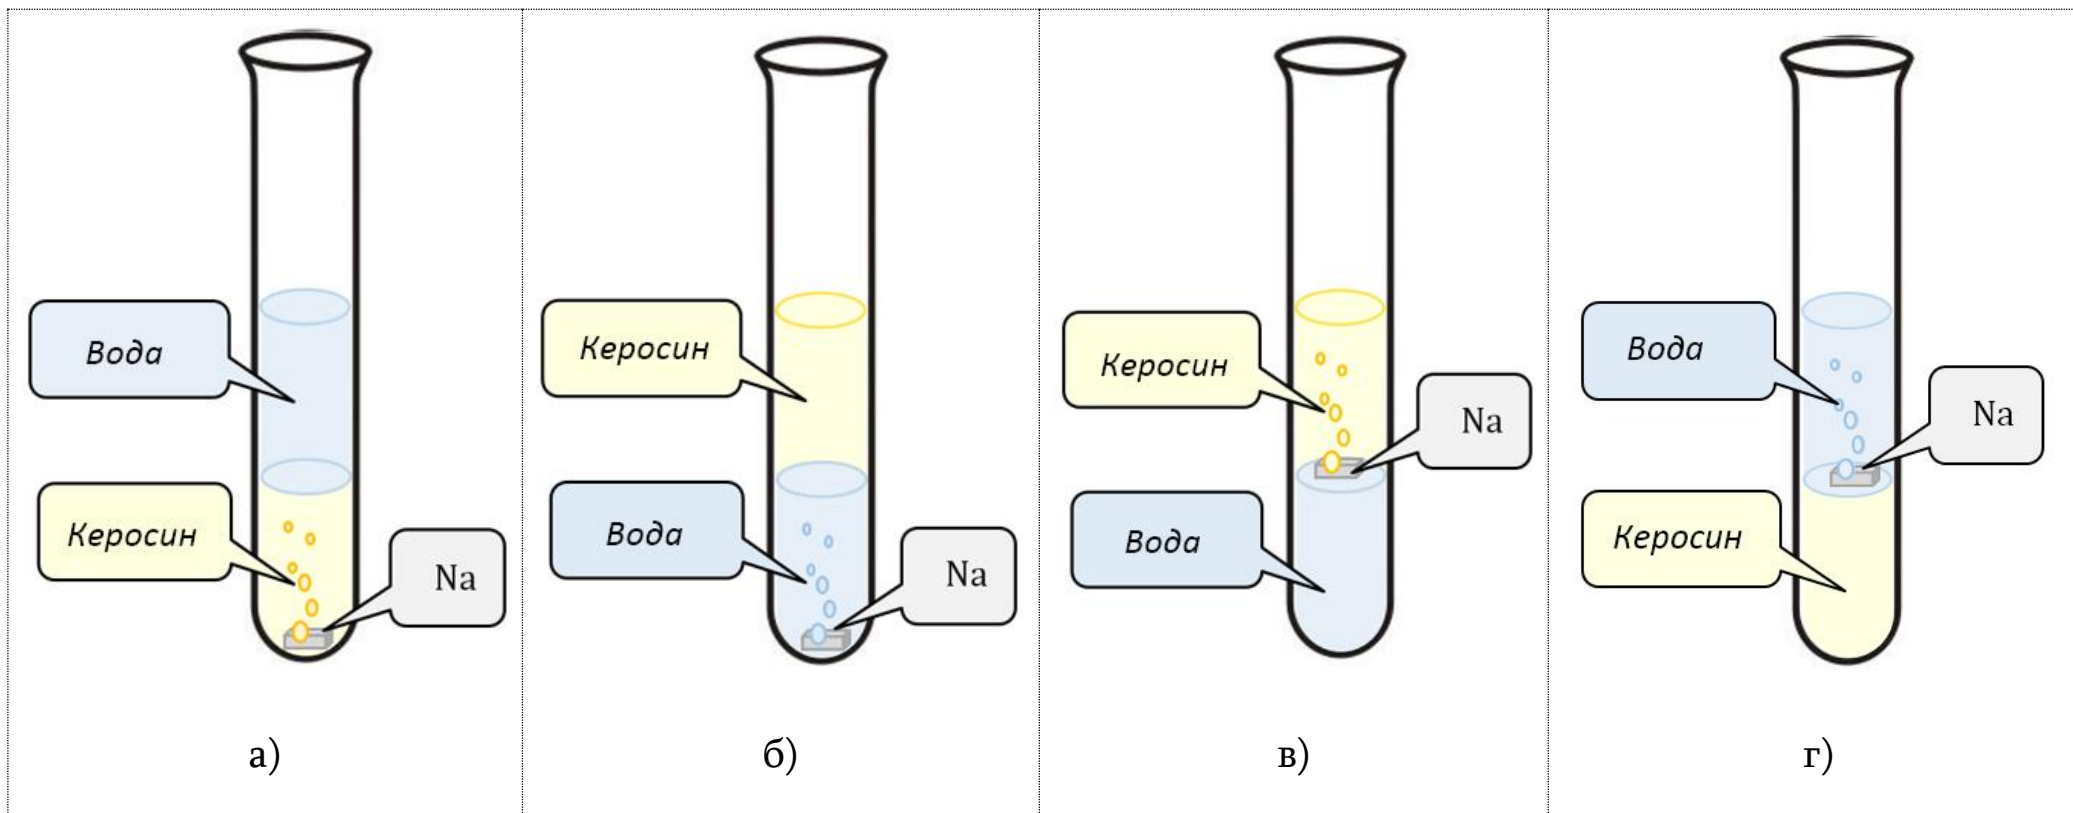 Вода
Керосин
Na
а)
Керосин
Вода
Na
б)
Керосин
Na
Вода
в)
Вода
Na
Керосин
г)